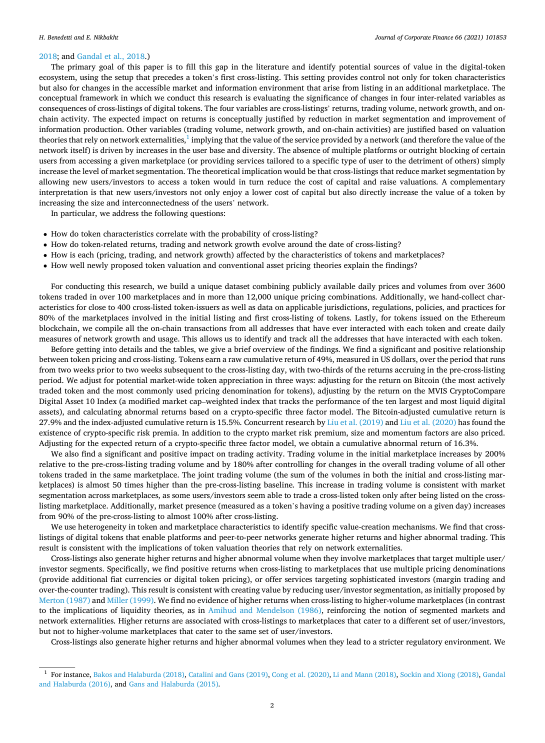 H. Benedetti and E. Nikbakht
Journal of Corporate Finance 66 (2021) 101853
2018; and Gandal et al., 2018.)
The primary goal of this paper is to fill this gap in the literature and identify potential sources of value in the digital-token
ecosystem, using the setup that precedes a token's first cross-listing. This setting provides control not only for token characteristics
but also for changes in the accessible market and information environment that arise from listing in an additional marketplace. The
conceptual framework in which we conduct this research is evaluating the significance of changes in four inter-related variables as
consequences of cross-listings of digital tokens. The four variables are cross-listings' returns, trading volume, network growth, and on-
chain activity. The expected impact on returns is conceptually justified by reduction in market segmentation and improvement of
information production. Other variables (trading volume, network growth, and on-chain activities) are justified based on valuation
theories that rely on network externalities,1 implying that the value of the service provided by a network (and therefore the value of the
network itself) is driven by increases in the user base and diversity. The absence of multiple platforms or outright blocking of certain
users from accessing a given marketplace (or providing services tailored to a specific type of user to the detriment of others) simply
increase the level of market segmentation. The theoretical implication would be that cross-listings that reduce market segmentation by
allowing new users/investors to access a token would in turn reduce the cost of capital and raise valuations. A complementary
interpretation is that new users/investors not only enjoy a lower cost of capital but also directly increase the value of a token by
increasing the size and interconnectedness of the users' network.
In particular, we address the following questions:
• How do token characteristics correlate with the probability of cross-listing?
• How do token-related returns, trading and network growth evolve around the date of cross-listing?
• How is each (pricing, trading, and network growth) affected by the characteristics of tokens and marketplaces?
• How well newly proposed token valuation and conventional asset pricing theories explain the findings?
For conducting this research, we build a unique dataset combining publicly available daily prices and volumes from over 3600
tokens traded in over 100 marketplaces and in more than 12,000 unique pricing combinations. Additionally, we hand-collect char-
acteristics for close to 400 cross-listed token-issuers as well as data on applicable jurisdictions, regulations, policies, and practices for
80% of the marketplaces involved in the initial listing and first cross-listing of tokens. Lastly, for tokens issued on the Ethereum
blockchain, we compile all the on-chain transactions from all addresses that have ever interacted with each token and create daily
measures of network growth and usage. This allows us to identify and track all the addresses that have interacted with each token.
Before getting into details and the tables, we give a brief overview of the findings. We find a significant and positive relationship
between token pricing and cross-listing. Tokens earn a raw cumulative return of 49%, measured in US dollars, over the period that runs
from two weeks prior to two weeks subsequent to the cross-listing day, with two-thirds of the returns accruing in the pre-cross-listing
period. We adjust for potential market-wide token appreciation in three ways: adjusting for the return on Bitcoin (the most actively
traded token and the most commonly used pricing denomination for tokens), adjusting by the return on the MVIS CryptoCompare
Digital Asset 10 Index (a modified market cap–weighted index that tracks the performance of the ten largest and most liquid digital
assets), and calculating abnormal returns based on a crypto-specific three factor model. The Bitcoin-adjusted cumulative return is
27.9% and the index-adjusted cumulative return is 15.5%. Concurrent research by Liu et al. (2019) and Liu et al. (2020) has found the
existence of crypto-specific risk premia. In addition to the crypto market risk premium, size and momentum factors are also priced.
Adjusting for the expected return of a crypto-specific three factor model, we obtain a cumulative abnormal return of 16.3%.
We also find a significant and positive impact on trading activity. Trading volume in the initial marketplace increases by 200%
relative to the pre-cross-listing trading volume and by 180% after controlling for changes in the overall trading volume of all other
tokens traded in the same marketplace. The joint trading volume (the sum of the volumes in both the initial and cross-listing mar-
ketplaces) is almost 50 times higher than the pre-cross-listing baseline. This increase in trading volume is consistent with market
segmentation across marketplaces, as some users/investors seem able to trade a cross-listed token only after being listed on the cross-
listing marketplace. Additionally, market presence (measured as a token's having a positive trading volume on a given day) increases
from 90% of the pre-cross-listing to almost 100% after cross-listing.
We use heterogeneity in token and marketplace characteristics to identify specific value-creation mechanisms. We find that cross-
listings of digital tokens that enable platforms and peer-to-peer networks generate higher returns and higher abnormal trading. This
result is consistent with the implications of token valuation theories that rely on network externalities.
Cross-listings also generate higher returns and higher abnormal volume when they involve marketplaces that target multiple user/
investor segments. Specifically, we find positive returns when cross-listing to marketplaces that use multiple pricing denominations
(provide additional fiat currencies or digital token pricing), or offer services targeting sophisticated investors (margin trading and
over-the-counter trading). This result is consistent with creating value by reducing user/investor segmentation, as initially proposed by
Merton (1987) and Miller (1999). We find no evidence of higher returns when cross-listing to higher-volume marketplaces (in contrast
to the implications of liquidity theories, as in Amihud and Mendelson (1986), reinforcing the notion of segmented markets and
network externalities. Higher returns are associated with cross-listings to marketplaces that cater to a different set of user/investors,
but not to higher-volume marketplaces that cater to the same set of user/investors.
Cross-listings also generate higher returns and higher abnormal volumes when they lead to a stricter regulatory environment. We
1 For instance, Bakos and Halaburda (2018), Catalini and Gans (2019), Cong et al. (2020), Li and Mann (2018), Sockin and Xiong (2018), Gandal
and Halaburda (2016), and Gans and Halaburda (2015).
2